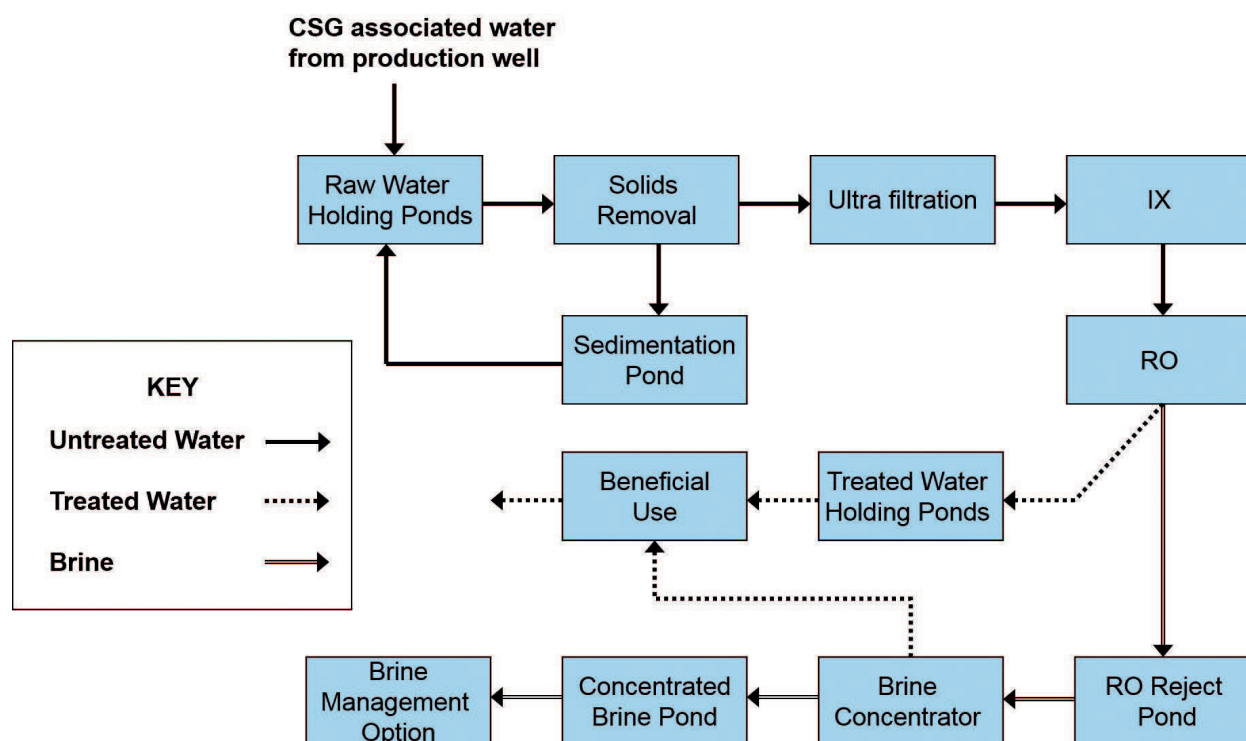 CSG associated water
from production well
Raw Water
Holding Ponds
Solids
Removal
Ultra filtration
IX
Sedimentation
Pond
RO
KEY
Untreated Water
Treated Water
Brine
Beneficial
Use
Treated Water
Holding Ponds
Brine
Management
Option
Concentrated
Brine Pond
Brine
Concentrator
RO Reject
Pond